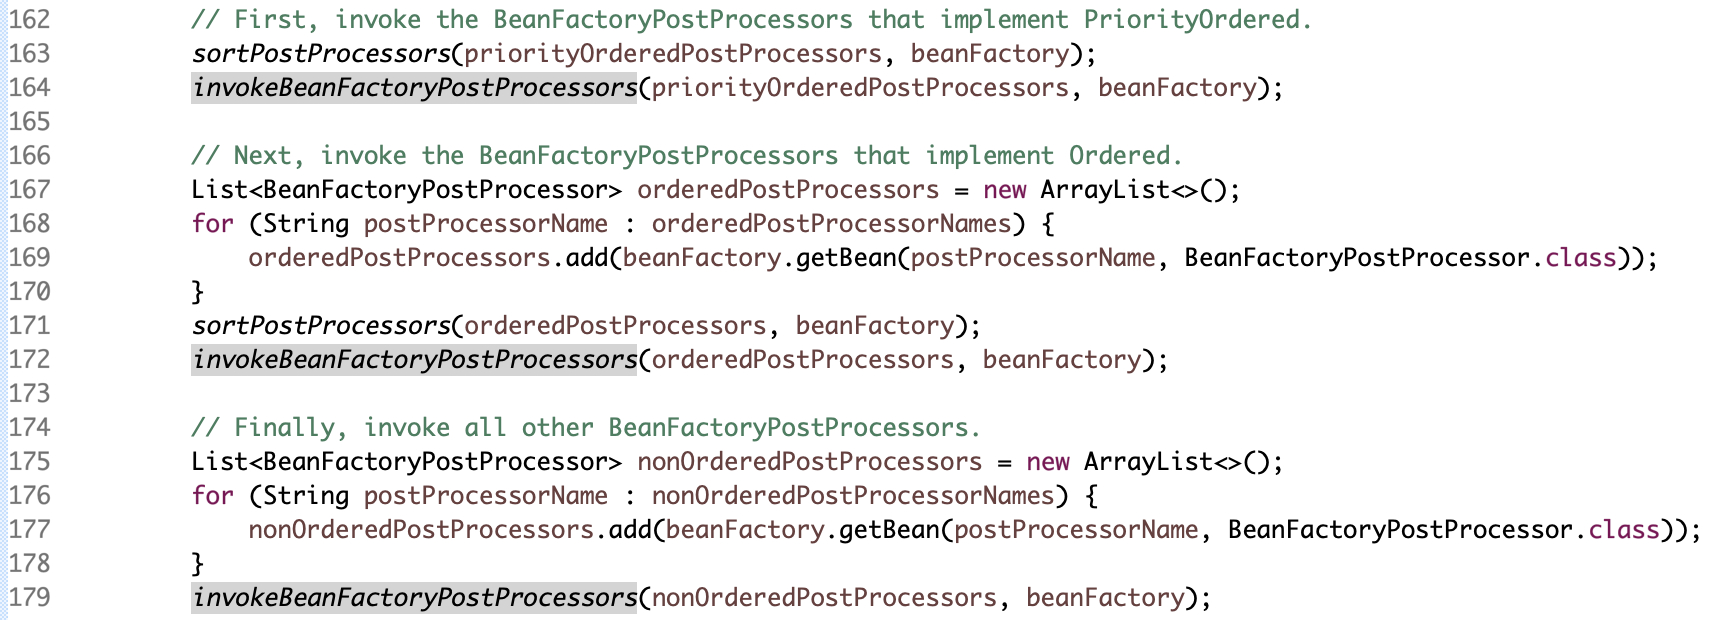 162 // First, invoke the BeanFactoryPostProcessors that implement PriorityOrdered.
163 sortPostProcessors(priorityOrderedPostProcessors, beanFactory);
164 invokeBeanFactoryPostProcessors(priorityOrderedPostProcessors, beanFactory);
165
166 // Next, invoke the BeanFactoryPostProcessors that implement Ordered.
167 List<BeanFactoryPostProcessor> orderedPostProcessors = new ArrayList<>();
168 for (String postProcessorName : orderedPostProcessorNames) {
169 orderedPostProcessors.add(beanFactory.getBean(postProcessorName, BeanFactoryPostProcessor.class));
170 }
171 sortPostProcessors(orderedPostProcessors, beanFactory);
172 invokeBeanFactoryPostProcessors(orderedPostProcessors, beanFactory);
173
174 // Finally, invoke all other BeanFactoryPostProcessors.
175 List<BeanFactoryPostProcessor> nonOrderedPostProcessors = new ArrayList<>();
176 for (String postProcessorName : nonOrderedPostProcessorNames) {
177 nonOrderedPostProcessors.add(beanFactory.getBean(postProcessorName, BeanFactoryPostProcessor.class));
178 }
179 invokeBeanFactoryPostProcessors(nonOrderedPostProcessors, beanFactory);